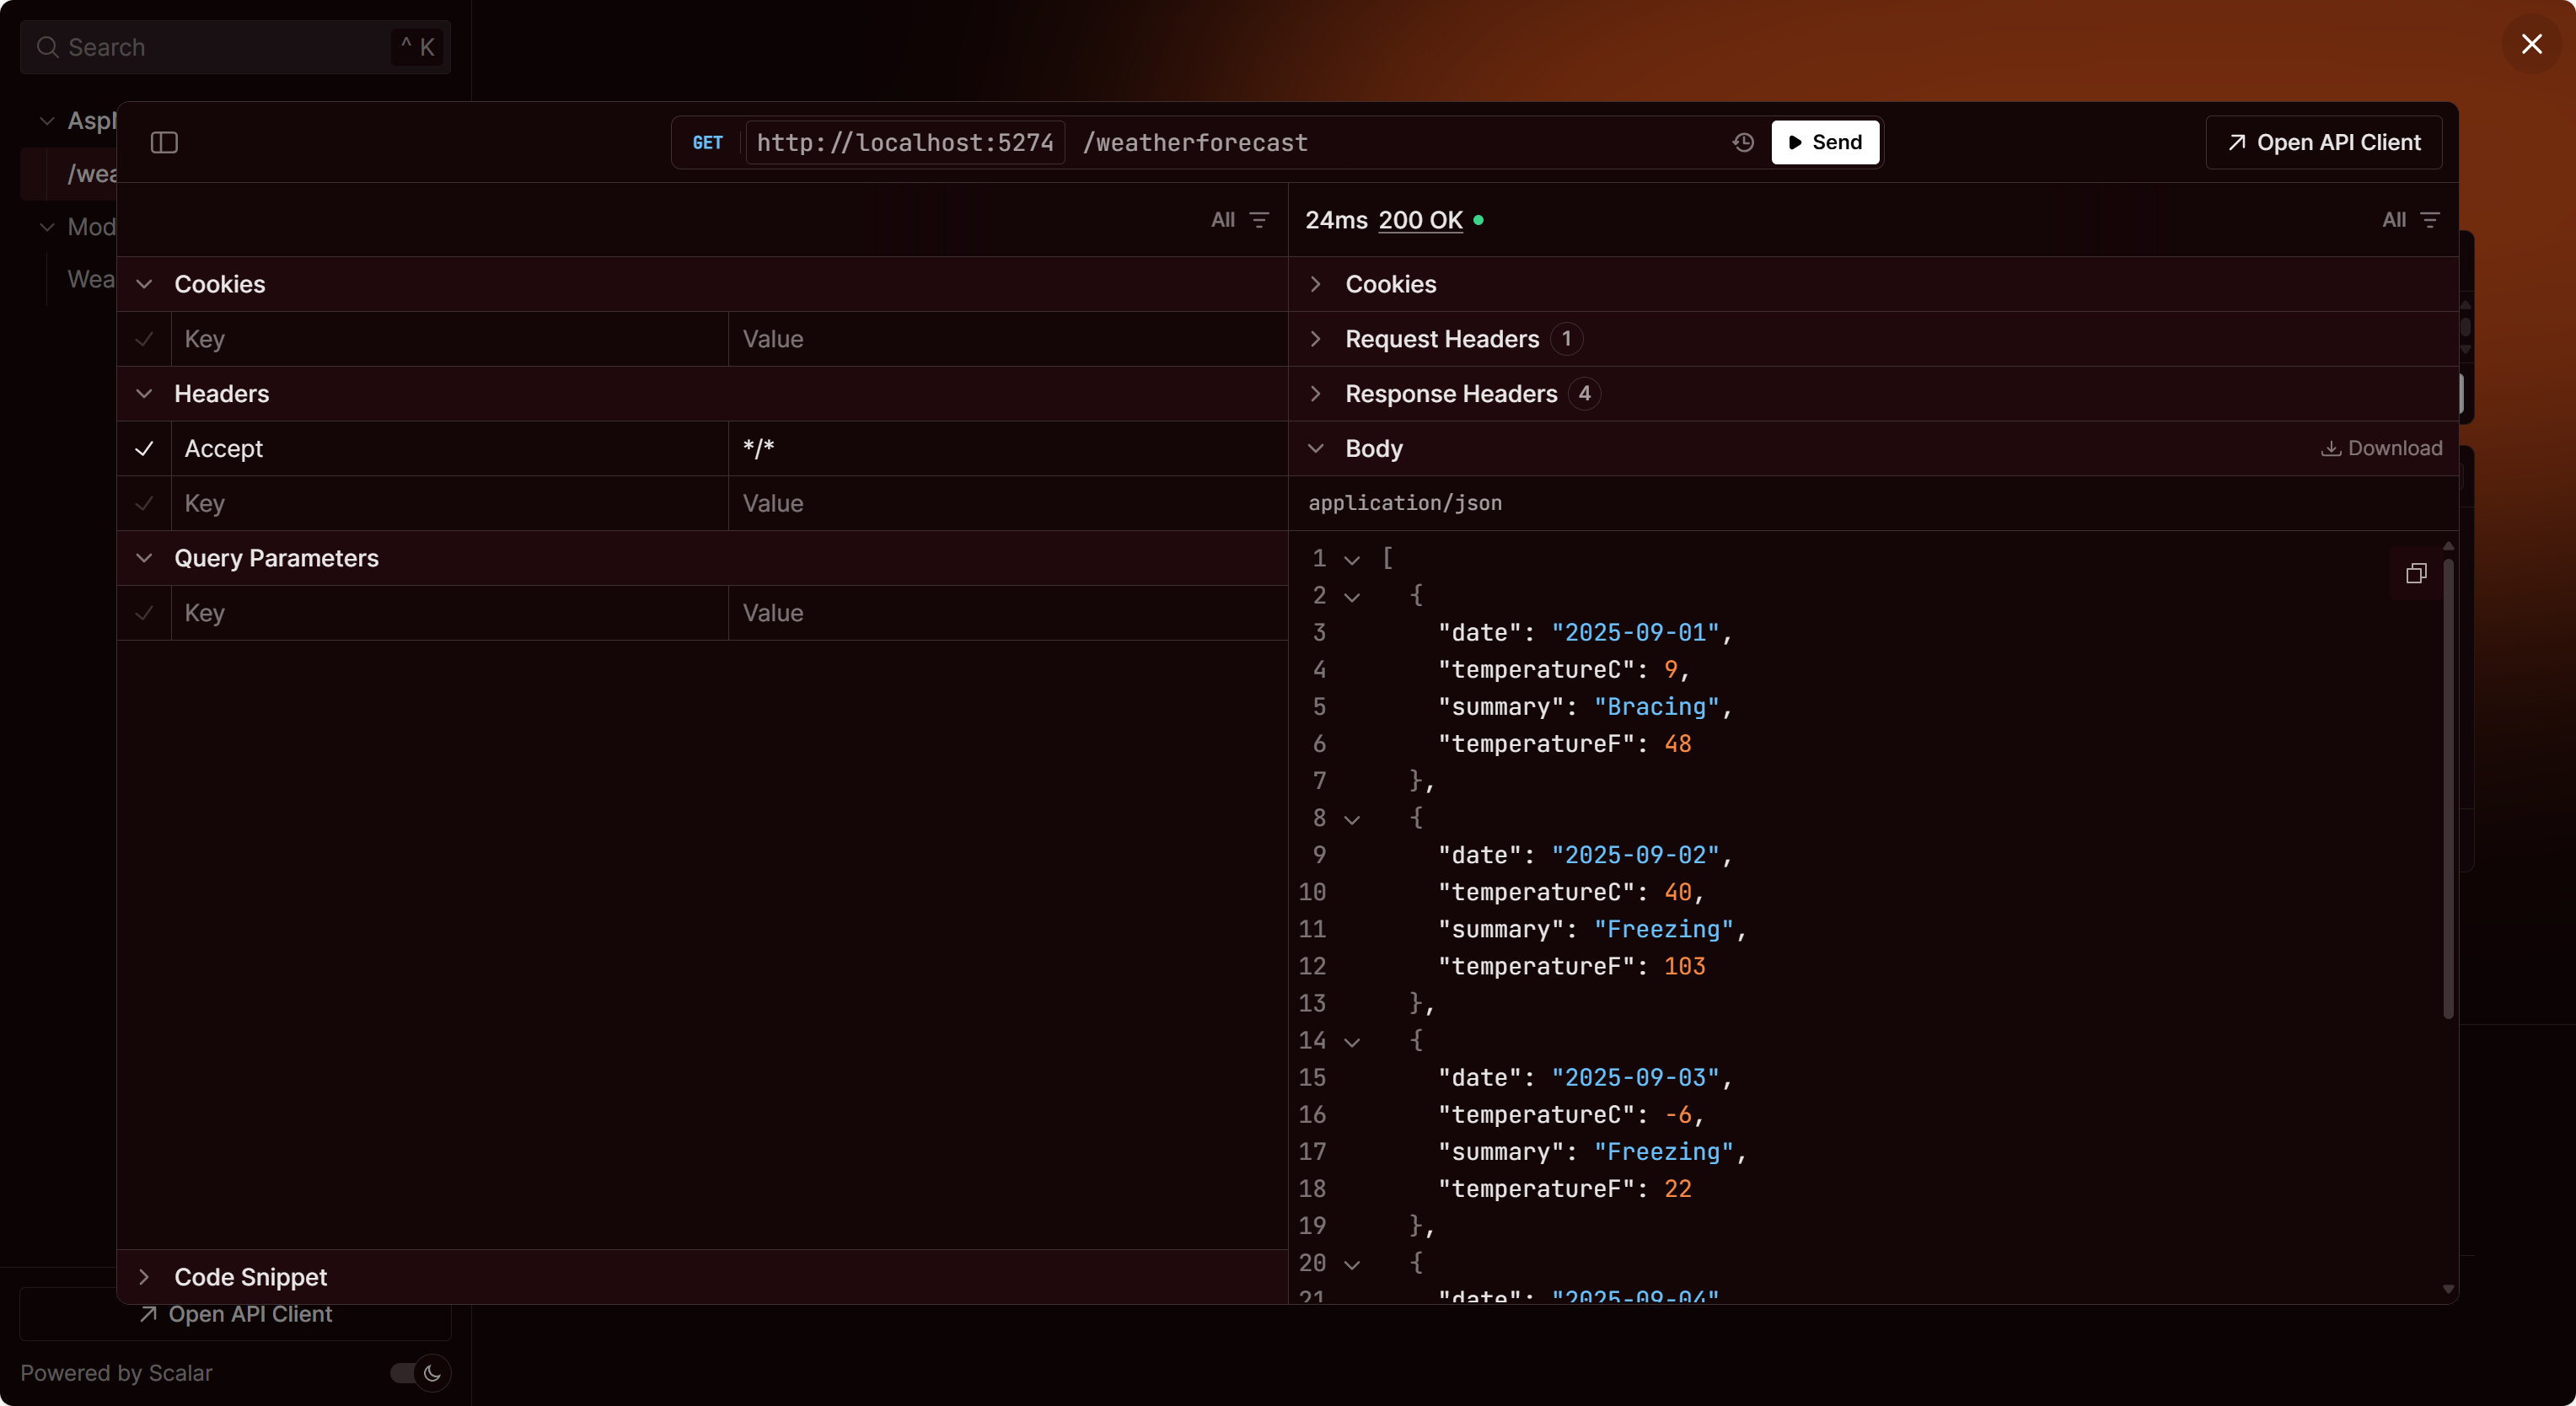 Search
^ K
/wea
Mod
Wea
Open API Client
Powered by Scalar
GET http://localhost:5274 /weatherforecast
Send
Open API Client
All
Cookies
Key Value
Headers
Accept */*
Key Value
Query Parameters
Key Value
Code Snippet
24ms 200 OK
All
Cookies
Request Headers 1
Response Headers 4
Body
Download
application/json
1 [
2 {
3 "date": "2025-09-01",
4 "temperatureC": 9,
5 "summary": "Bracing",
6 "temperatureF": 48
7 },
8 {
9 "date": "2025-09-02",
10 "temperatureC": 40,
11 "summary": "Freezing",
12 "temperatureF": 103
13 },
14 {
15 "date": "2025-09-03",
16 "temperatureC": -6,
17 "summary": "Freezing",
18 "temperatureF": 22
19 },
20 {
21 "date": "2025-09-04"